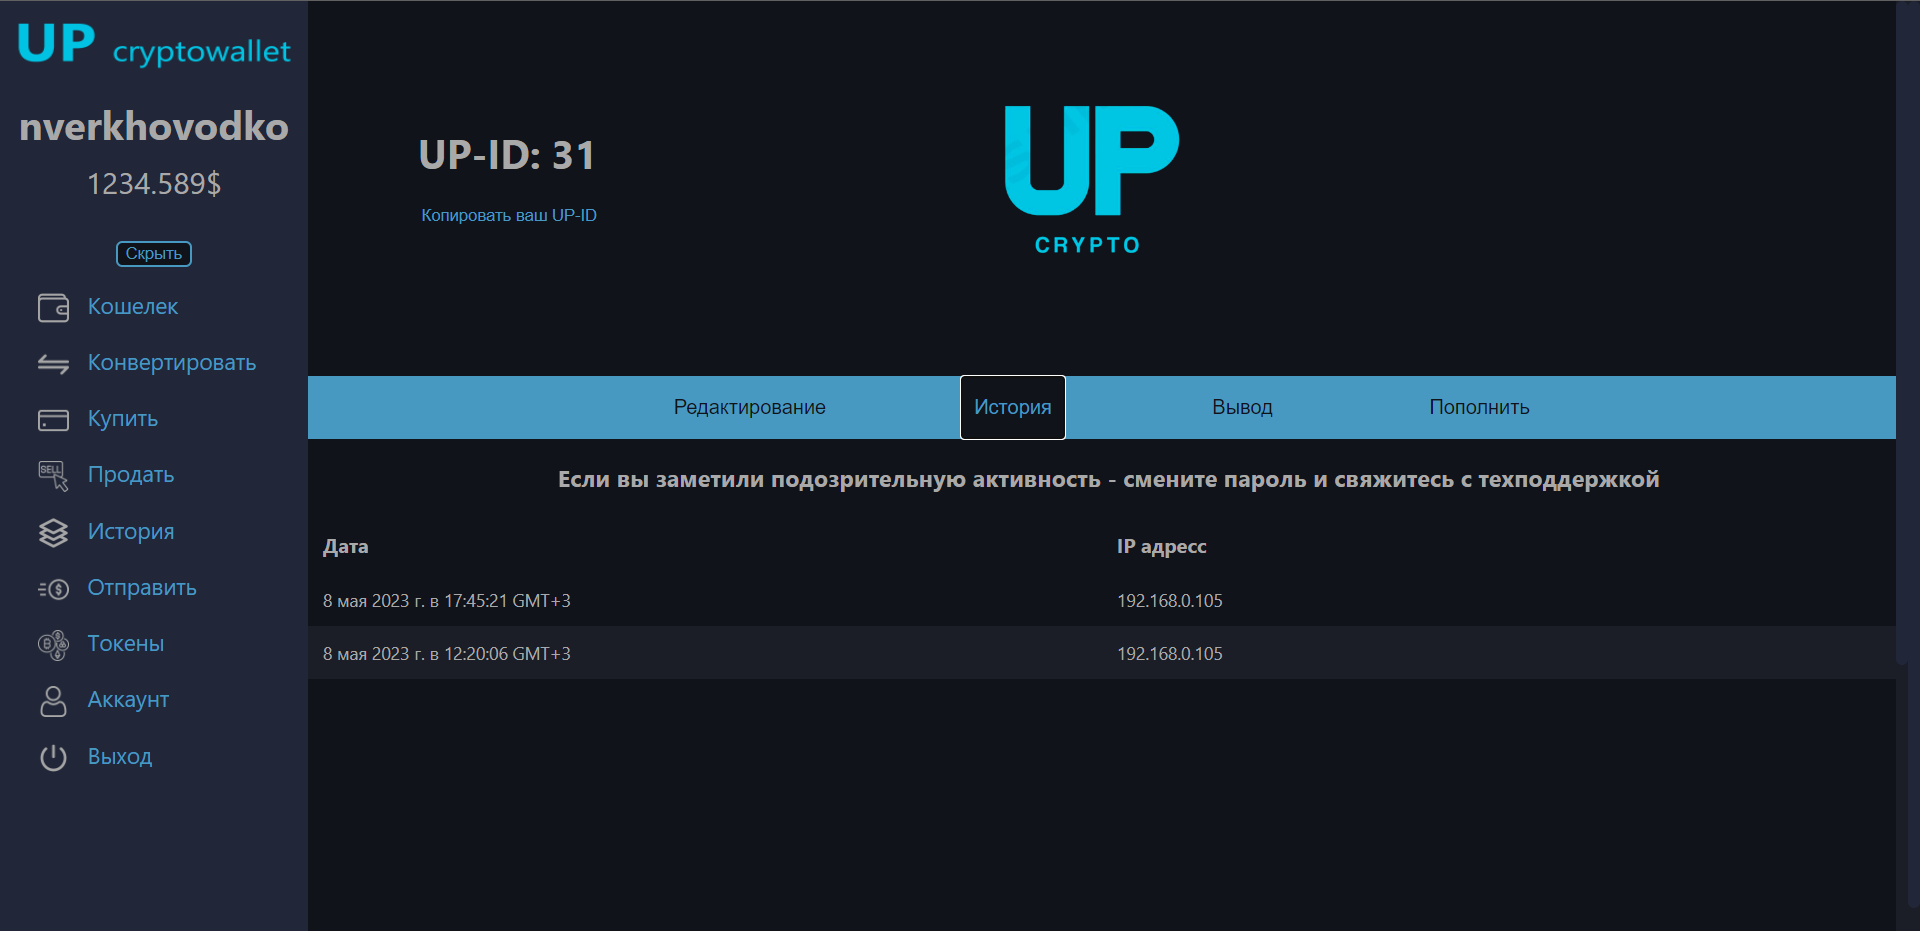 UP cryptowallet
nverkhovodko
1234.589$
Скрыть
Кошелек
Конвертировать
Купить
SELL
Продать
История
Отправить
Токены
Аккаунт
Выход
UP-ID: 31
Копировать ваш UP-ID
UP
CRYPTO
Редактирование История Вывод Пополнить
Если вы заметили подозрительную активность - смените пароль и свяжитесь с техподдержкой
Дата IP адресс
8 мая 2023 г. в 17:45:21 GMT+3 192.168.0.105
8 мая 2023 г. в 12:20:06 GMT+3 192.168.0.105